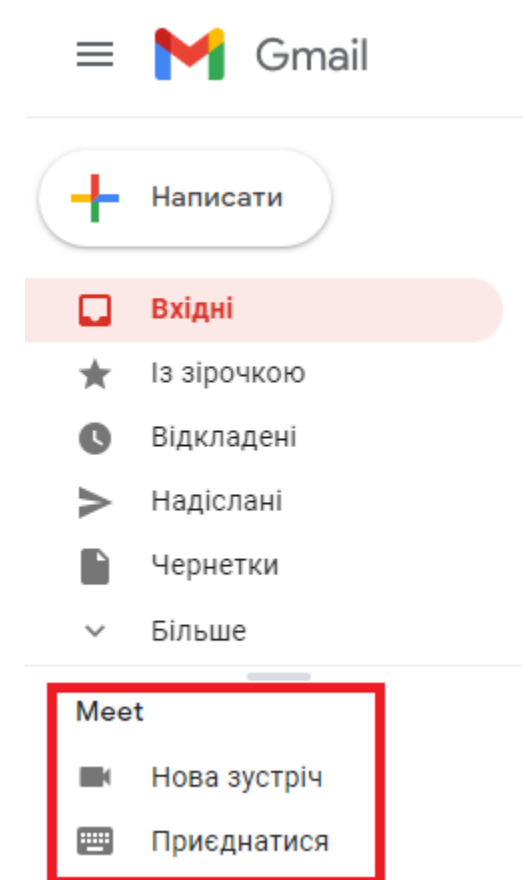 Gmail
Написати
Вхідні
Із зірочкою
Відкладені
Надіслані
Чернетки
Більше
Meet
Нова зустріч
Приєднатися